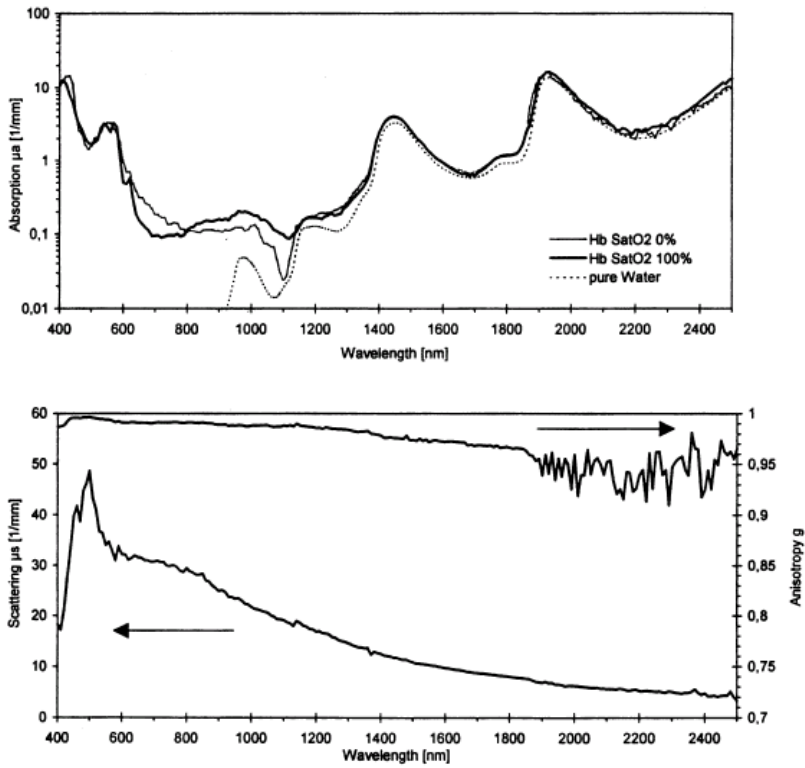 100
10
1
0,1
0,01
Absorption µa [1/mm]
Hb SatO2 0%
Hb SatO2 100%
pure Water
400 600 800 1000 1200 1400 1600 1800 2000 2200 2400
Wavelength [nm]
60
50
40
30
20
10
0
Scattering µs [1/mm]
1
0,95
0,9
0,85
0,8
0,75
0,7
Anisotropy g
400 600 800 1000 1200 1400 1600 1800 2000 2200 2400
Wavelength [nm]